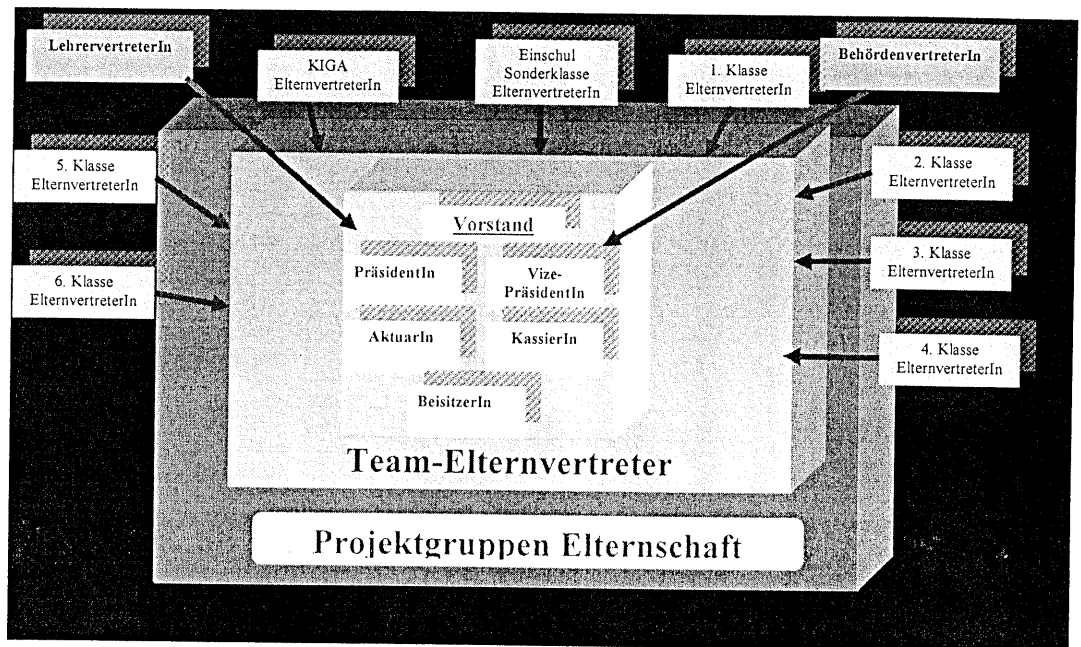 LehrervertreterIn
KIGA
ElternvertreterIn
Einschul
Sonderklasse
ElternvertreterIn
1. Klasse
ElternvertreterIn
BehördenvertreterIn
5. Klasse
ElternvertreterIn
2. Klasse
ElternvertreterIn
6. Klasse
ElternvertreterIn
3. Klasse
ElternvertreterIn
4. Klasse
ElternvertreterIn
Vorstand
PräsidentIn
Vize-
PräsidentIn
AktuarIn
KassierIn
BeisitzerIn
Team-Elternvertreter
Projektgruppen Elternschaft